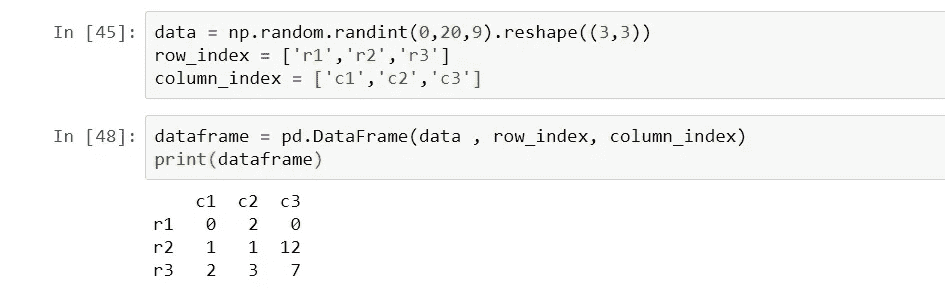 In [45]: data = np.random.randint(0,20,9).reshape((3,3))
row_index = ['r1','r2','r3']
column_index = ['c1','c2','c3']
In [48]: dataframe = pd.DataFrame(data , row_index, column_index)
print(dataframe)
c1 c2 c3
r1 0 2 0
r2 1 1 12
r3 2 3 7